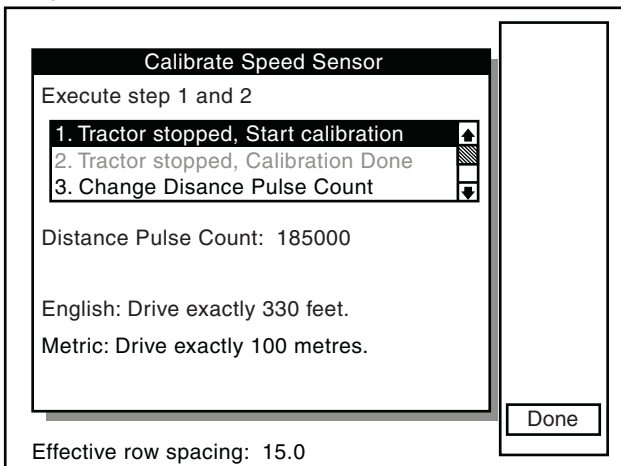 Calibrate Speed Sensor
Execute step 1 and 2
1. Tractor stopped, Start calibration
2. Tractor stopped, Calibration Done
3. Change Disance Pulse Count
Distance Pulse Count: 185000
English: Drive exactly 330 feet.
Metric: Drive exactly 100 metres.
Done
Effective row spacing: 15.0